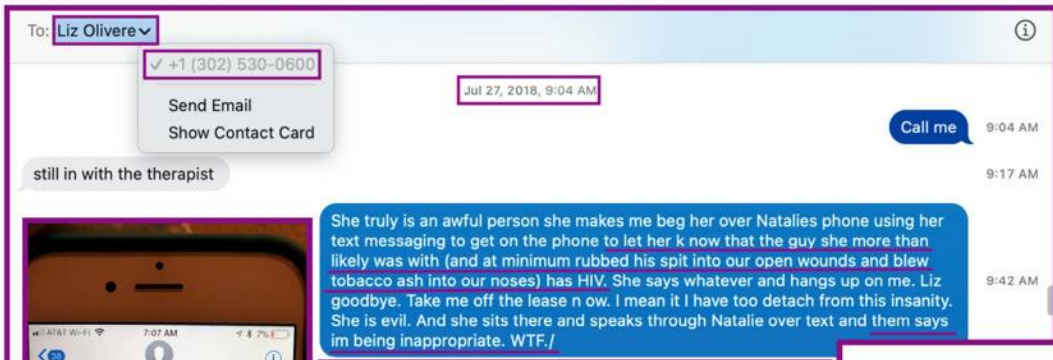 To: Liz Olivere
✓ +1 (302) 530-0600
Send Email
Show Contact Card
Jul 27, 2018, 9:04 AM
Call me 9:04 AM
still in with the therapist 9:17 AM
She truly is an awful person she makes me beg her over Natalies phone using her
text messaging to get on the phone to let her k now that the guy she more than
likely was with (and at minimum rubbed his spit into our open wounds and blew
tobacco ash into our noses) has HIV. She says whatever and hangs up on me. Liz
goodbye. Take me off the lease n ow. I mean it I have too detach from this insanity.
She is evil. And she sits there and speaks through Natalie over text and them says
im being inappropriate. WTF./
9:42 AM
AT&T Wi-Fi 7:07 AM 7%
38